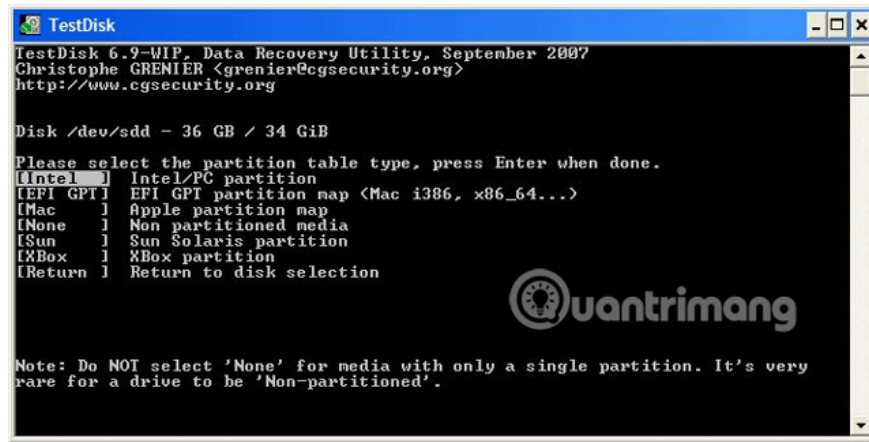 TestDisk
TestDisk 6.9-WIP, Data Recovery Utility, September 2007
Christophe GRENIER <grenier@cgsecurity.org>
http://www.cgsecurity.org
Disk /dev/sdd - 36 GB / 34 GiB
Please select the partition table type, press Enter when done.
[Intel  ]  Intel/PC partition
[EFI GPT]  EFI GPT partition map (Mac i386, x86_64...)
[Mac    ]  Apple partition map
[None   ]  Non partitioned media
[Sun    ]  Sun Solaris partition
[XBox   ]  XBox partition
[Return ]  Return to disk selection
Quantrimang
Note: Do NOT select 'None' for media with only a single partition. It's very
rare for a drive to be 'Non-partitioned'.